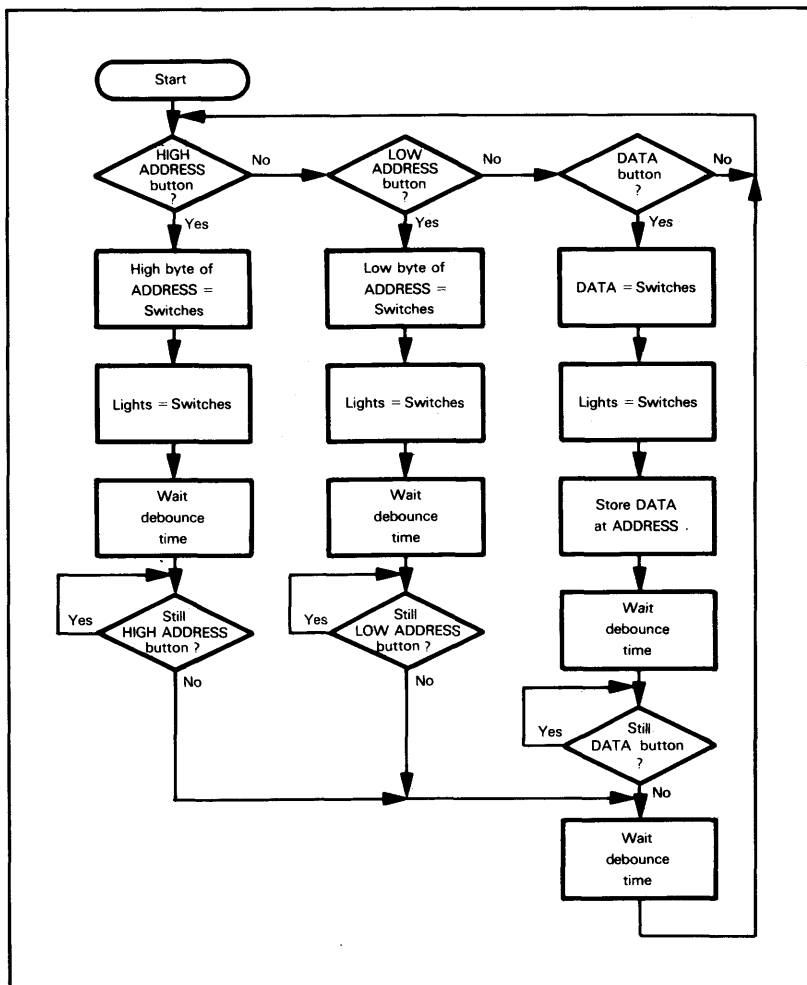 Start
HIGH
ADDRESS
button
?
No
LOW
ADDRESS
button
?
No
DATA
button
?
No
Yes
Yes
Yes
High byte of
ADDRESS =
Switches
Low byte of
ADDRESS =
Switches
DATA = Switches
Lights = Switches
Lights = Switches
Lights = Switches
Wait
debounce
time
Wait
debounce
time
Store DATA
at ADDRESS .
Yes
Still
HIGH ADDRESS
button ?
No
Yes
Still
LOW ADDRESS
button ?
No
Wait
debounce
time
Yes
Still
DATA button
?
No
Wait
debounce
time